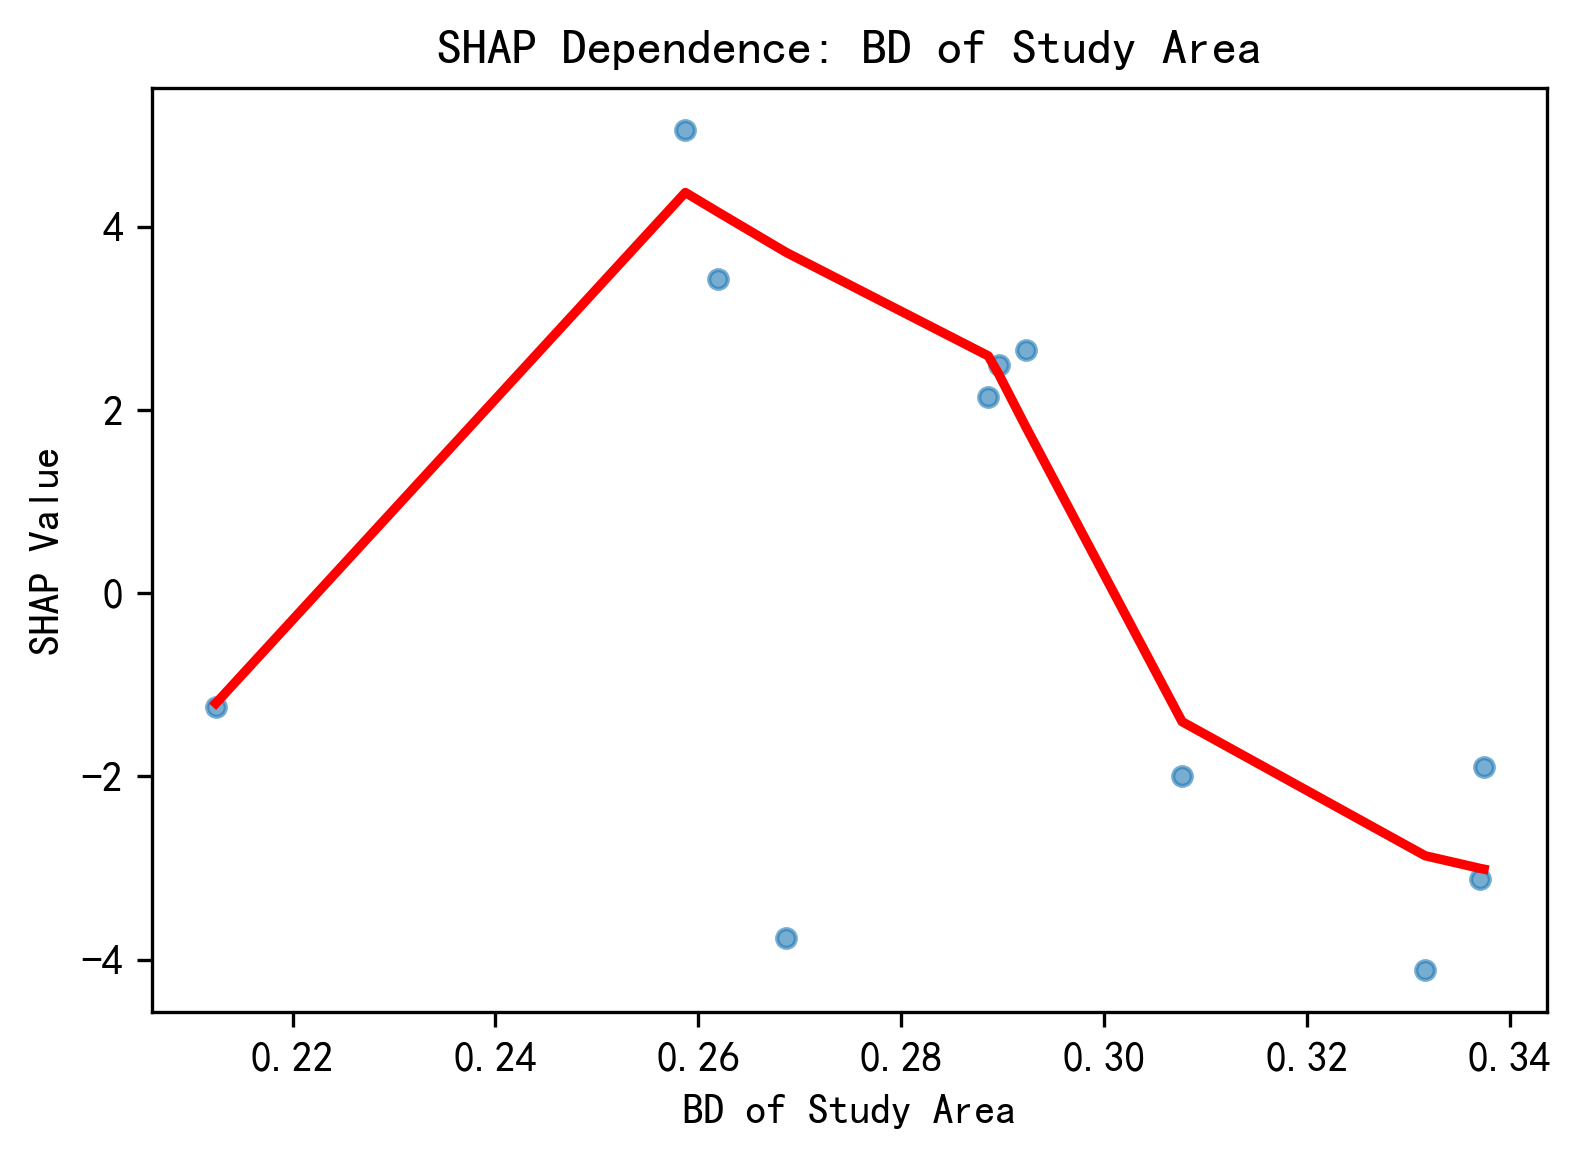 SHAP Dependence: BD of Study Area
SHAP Value
4
2
0
−2
−4
0.22 0.24 0.26 0.28 0.30 0.32 0.34
BD of Study Area